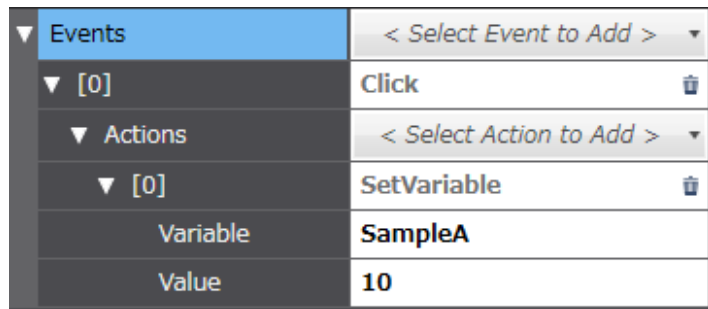 Events < Select Event to Add >
[0] Click
Actions < Select Action to Add >
[0] SetVariable
Variable SampleA
Value 10